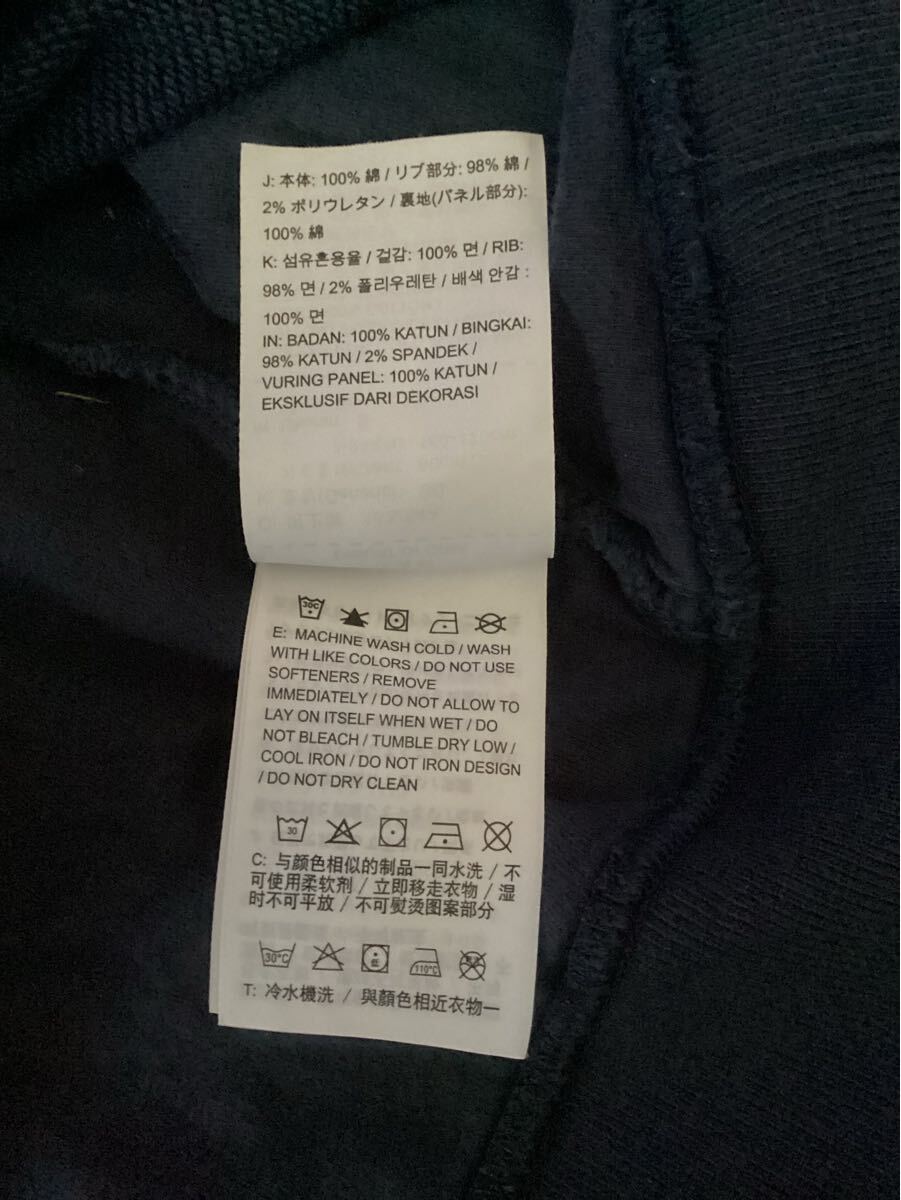 J: 本体: 100% 綿 / リブ部分: 98% 綿 /
2% ポリウレタン / 裏地(パネル部分):
100% 綿
K: 섬유혼용율 / 겉감: 100% 면 / RIB:
98% 면 / 2% 폴리우레탄 / 배색 안감 :
100% 면
IN: BADAN: 100% KATUN / BINGKAI:
98% KATUN / 2% SPANDEK /
VURING PANEL: 100% KATUN /
EKSKLUSIF DARI DEKORASI
30C
E: MACHINE WASH COLD / WASH
WITH LIKE COLORS / DO NOT USE
SOFTENERS / REMOVE
IMMEDIATELY / DO NOT ALLOW TO
LAY ON ITSELF WHEN WET / DO
NOT BLEACH / TUMBLE DRY LOW /
COOL IRON / DO NOT IRON DESIGN
/ DO NOT DRY CLEAN
30
C: 与颜色相似的制品一同水洗 / 不
可使用柔软剂 / 立即移走衣物 / 湿
时不可平放 / 不可熨烫图案部分
30°C 低 110°C
T: 冷水機洗 / 與顏色相近衣物一